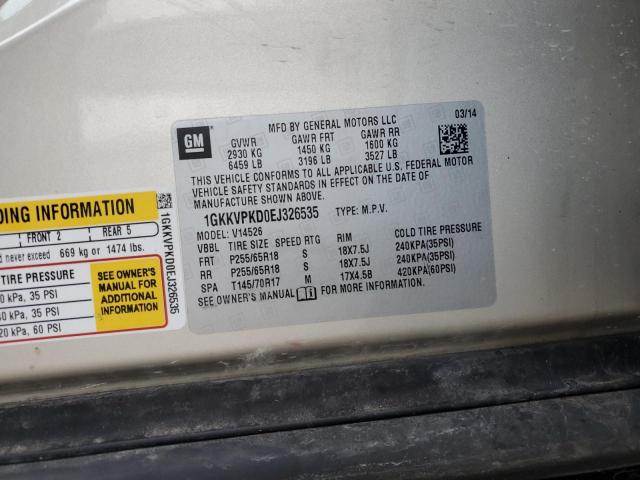 GM
MFD BY GENERAL MOTORS LLC
03/14
GVWR GAWR FRT GAWR RR
2930 KG 1450 KG 1600 KG
6459 LB 3196 LB 3527 LB
THIS VEHICLE CONFORMS TO ALL APPLICABLE U.S. FEDERAL MOTOR
VEHICLE SAFETY STANDARDS IN EFFECT ON THE DATE OF
MANUFACTURE SHOWN ABOVE.
1GKKVPKD0EJ326535 TYPE: M.P.V.
MODEL: V14526
VBBL TIRE SIZE SPEED RTG RIM COLD TIRE PRESSURE
FRT P255/65R18 S 18X7.5J 240KPA(35PSI)
RR P255/65R18 S 18X7.5J 240KPA(35PSI)
SPA T145/70R17 M 17X4.5B 420KPA(60PSI)
SEE OWNER'S MANUAL FOR MORE INFORMATION.
DING INFORMATION
FRONT 2 REAR 5
d never exceed 669 kg or 1474 lbs.
TIRE PRESSURE
0 kPa, 35 PSI
0 kPa, 35 PSI
20 kPa, 60 PSI
SEE OWNER'S
MANUAL FOR
ADDITIONAL
INFORMATION
1GKKVPKD0EJ326535